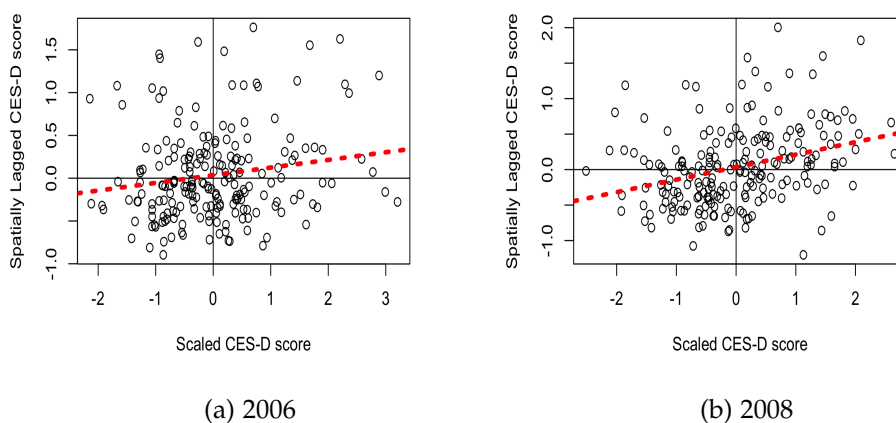 Spatially Lagged CES-D score
1.5
1.0
0.5
0.0
-1.0
-2 -1 0 1 2 3
Scaled CES-D score
(a) 2006
Spatially Lagged CES-D score
2.0
1.0
0.0
-1.0
-2 -1 0 1 2
Scaled CES-D score
(b) 2008